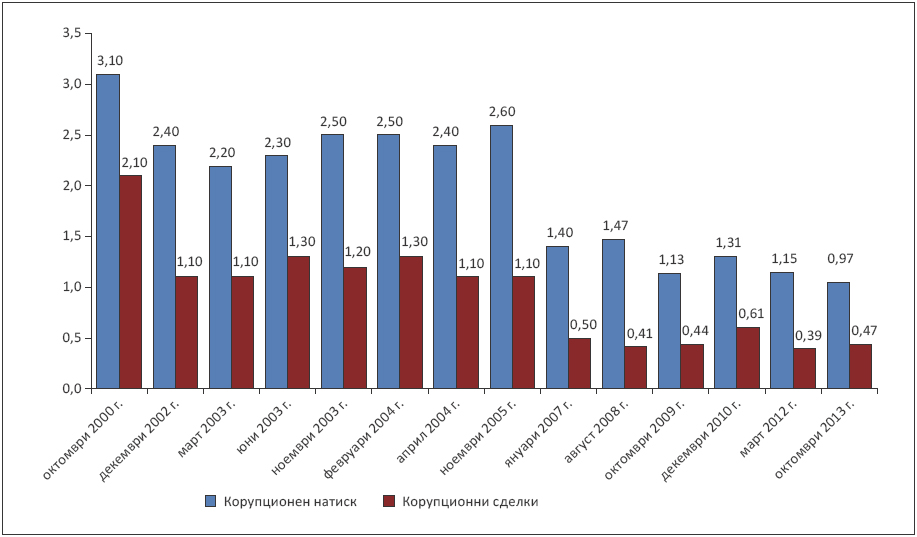 3,5
3,0
2,5
2,0
1,5
1,0
0,5
0,0
3,10
2,10
2,40
1,10
2,20
1,10
2,30
1,30
2,50
1,20
2,50
1,30
2,40
1,10
2,60
1,10
1,40
0,50
1,47
0,41
1,13
0,44
1,31
0,61
1,15
0,39
0,97
0,47
октомври 2000 г.
декември 2002 г.
март 2003 г.
юни 2003 г.
ноември 2003 г.
февруари 2004 г.
април 2004 г.
ноември 2005 г.
януари 2007 г.
август 2008 г.
октомври 2009 г.
декември 2010 г.
март 2012 г.
октомври 2013 г.
Корупционен натиск
Корупционни сделки